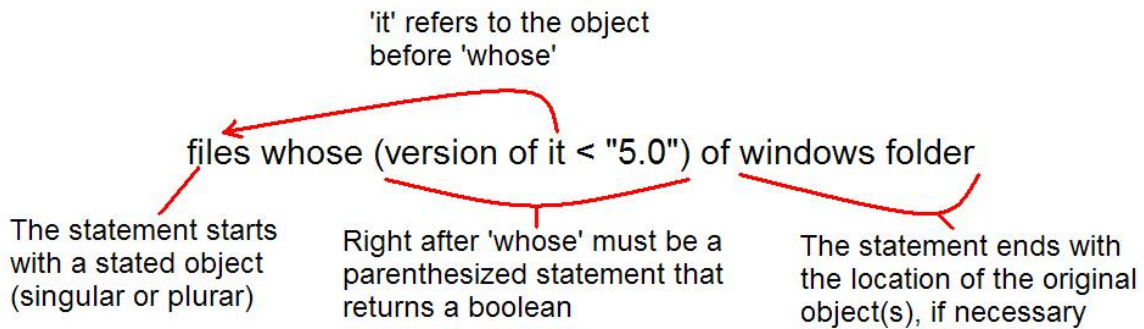 'it' refers to the object
before 'whose'
files whose (version of it < "5.0") of windows folder
The statement starts
with a stated object
(singular or plurar)
Right after 'whose' must be a
parenthesized statement that
returns a boolean
The statement ends with
the location of the original
object(s), if necessary